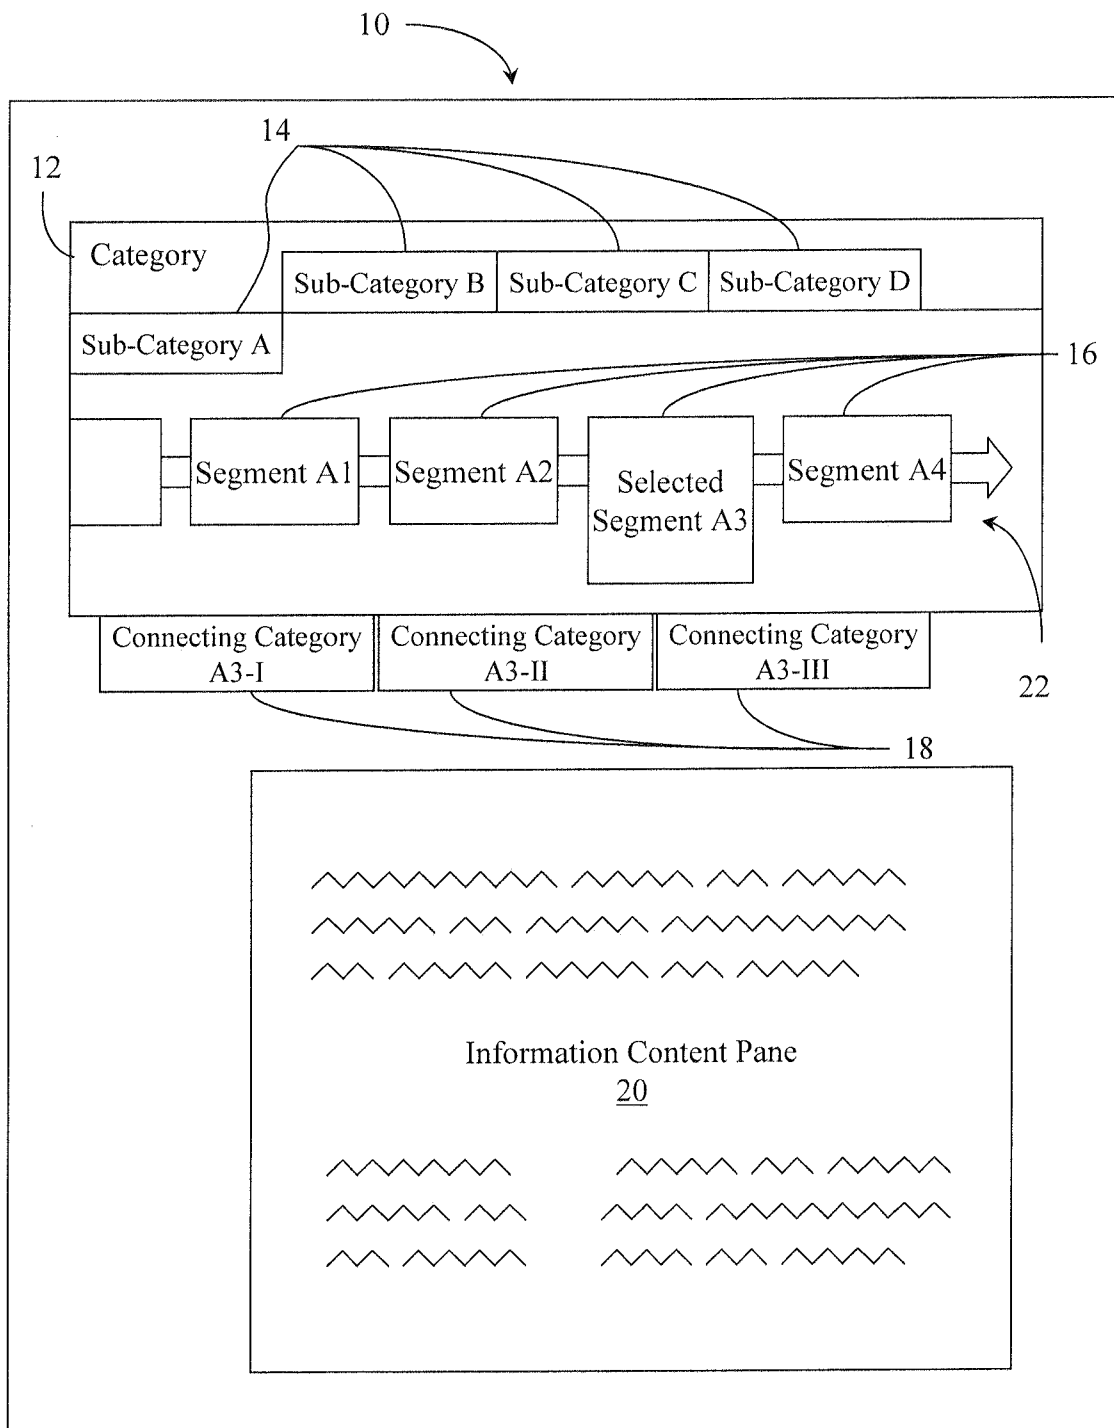 10
14
12
Category
Sub-Category B
Sub-Category C
Sub-Category D
Sub-Category A
16
Segment A1
Segment A2
Selected
Segment A3
Segment A4
Connecting Category
A3-I
Connecting Category
A3-II
Connecting Category
A3-III
22
18
Information Content Pane
20